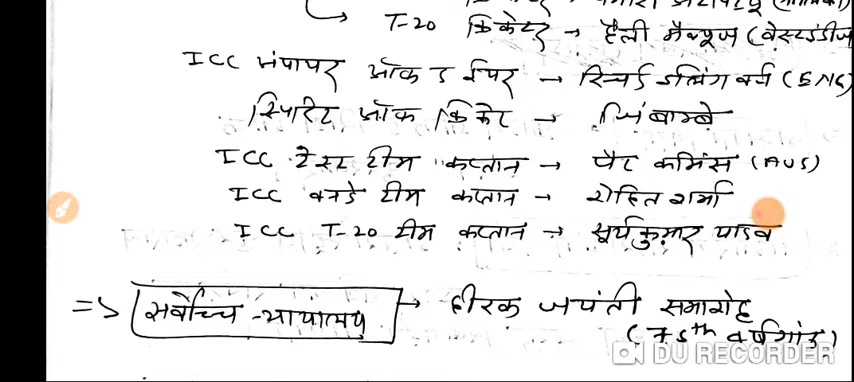 T-20 क्रिकेटर → हैली मैथ्यूज (वेस्टइंडीज
ICC अंपायर ऑफ द ईयर → रिचर्ड इलिंगवर्थ (ENG)
स्पिरिट ऑफ क्रिकेट → जिंबाम्बे
ICC टेस्ट टीम कप्तान → पैट कमिंस (AUS)
ICC वनडे टीम कप्तान → रोहित शर्मा
ICC T-20 टीम कप्तान → सूर्यकुमार यादव
=> सर्वोच्च न्यायालय → हीरक जयंती समारोह
(75th वर्षगांठ)
DU RECORDER